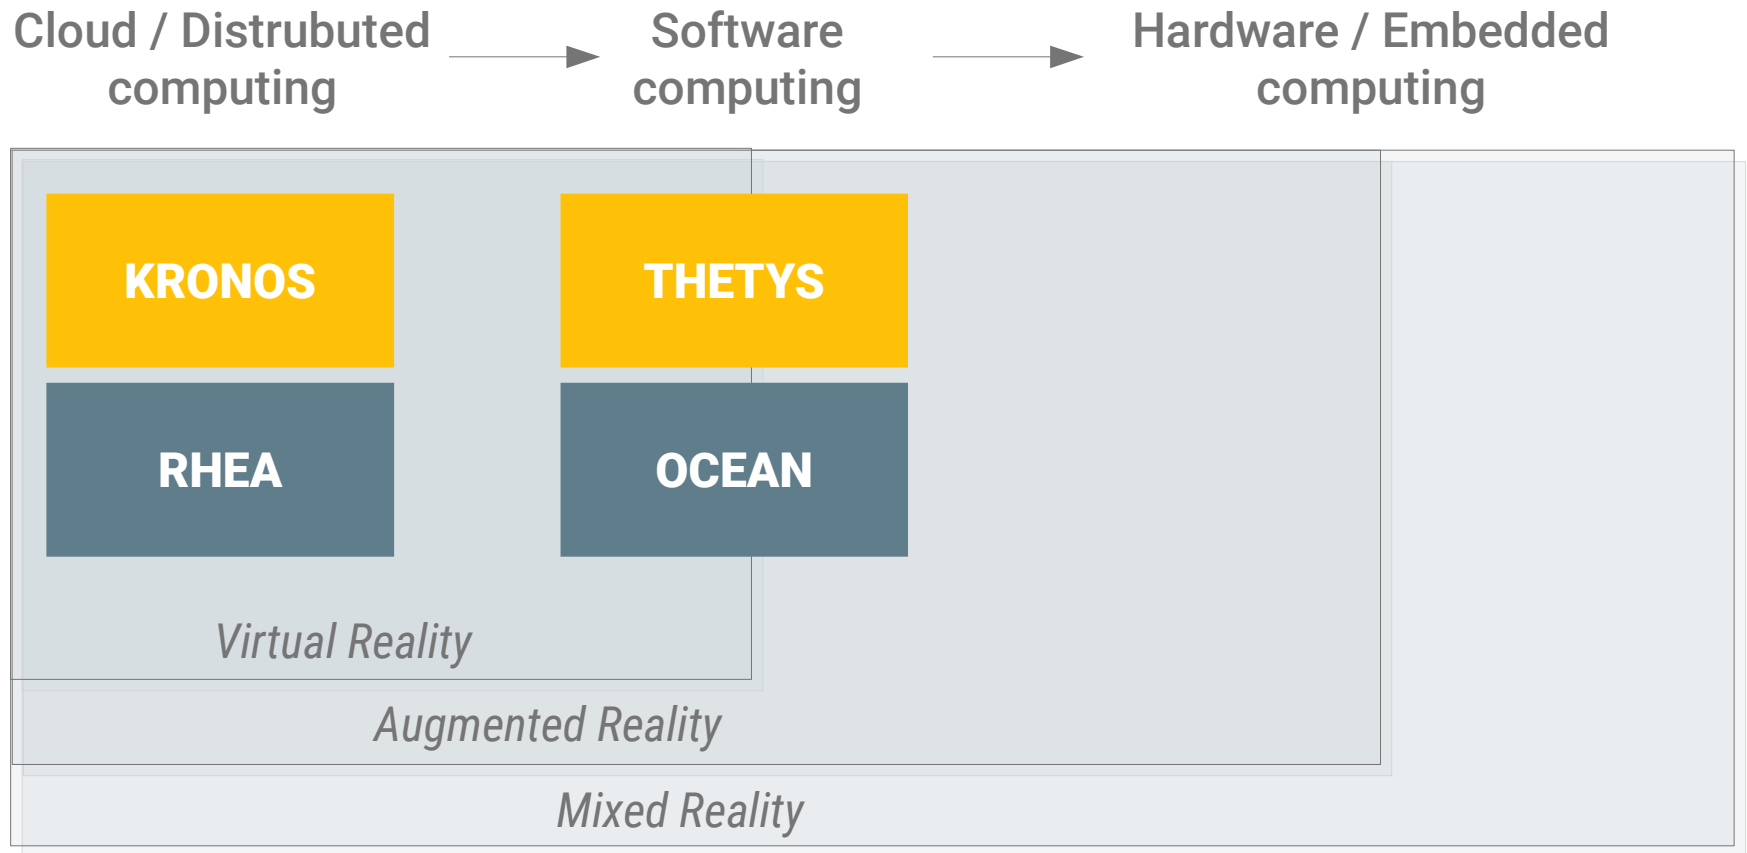 Cloud / Distrubuted
computing
Software
computing
Hardware / Embedded
computing
KRONOS
THETYS
RHEA
OCEAN
Virtual Reality
Augmented Reality
Mixed Reality